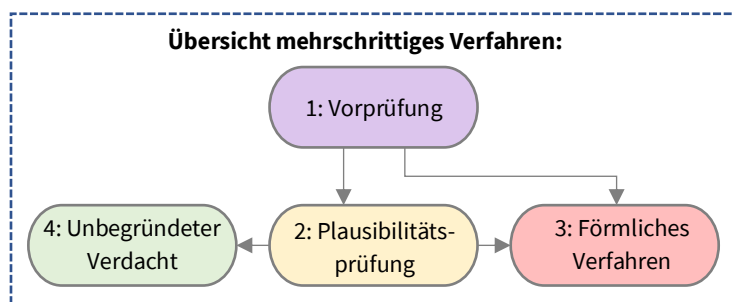 Übersicht mehrschrittiges Verfahren:
1: Vorprüfung
4: Unbegründeter
Verdacht
2: Plausibilitäts-
prüfung
3: Förmliches
Verfahren